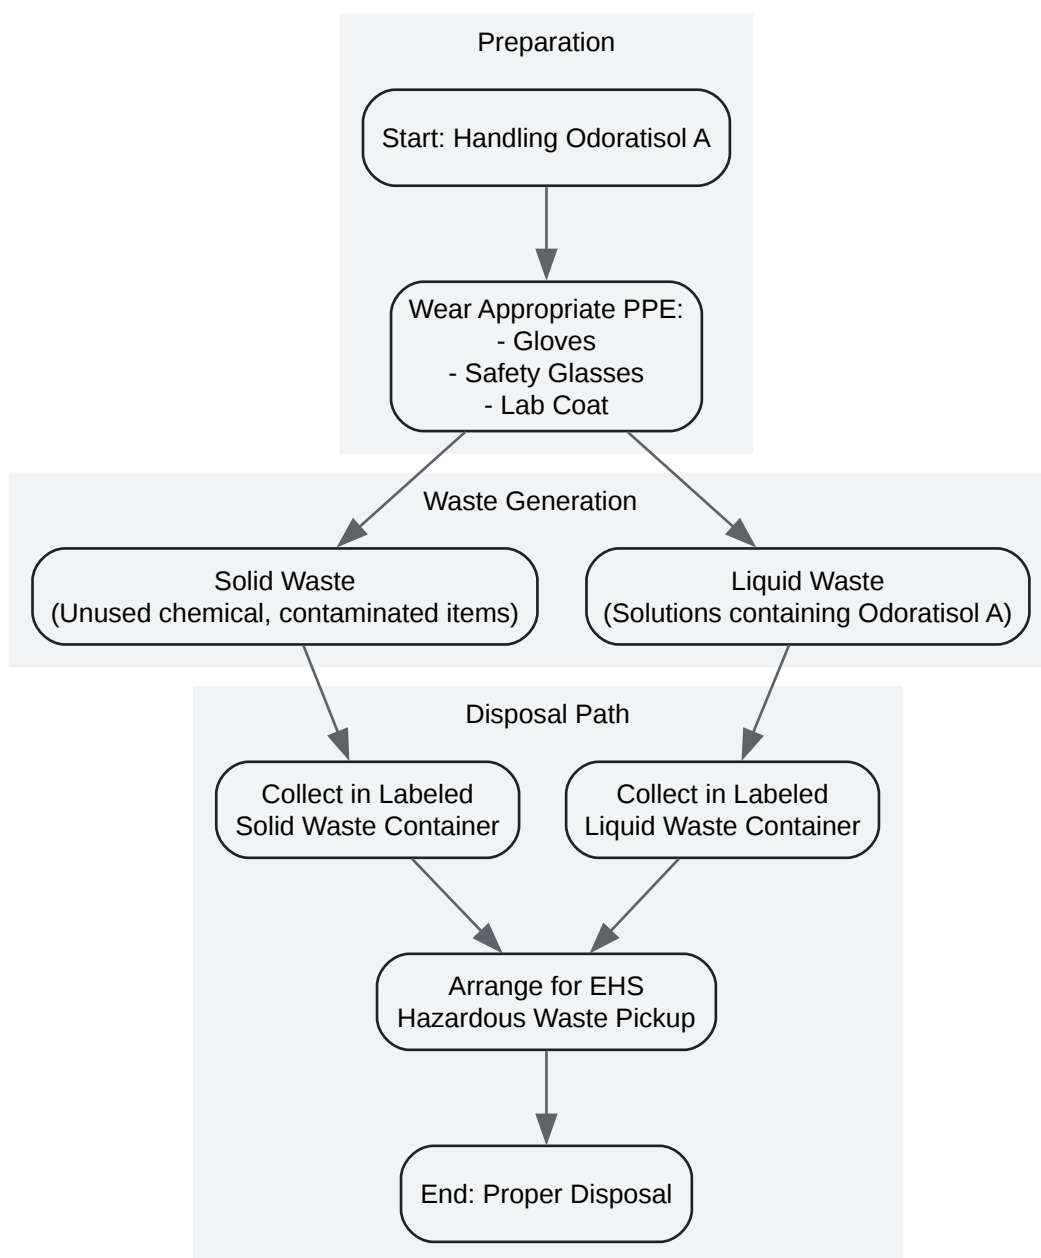 Preparation
Start: Handling Odoratisol A
Wear Appropriate PPE:
- Gloves
- Safety Glasses
- Lab Coat
Waste Generation
Solid Waste
(Unused chemical, contaminated items)
Liquid Waste
(Solutions containing Odoratisol A)
Disposal Path
Collect in Labeled
Solid Waste Container
Collect in Labeled
Liquid Waste Container
Arrange for EHS
Hazardous Waste Pickup
End: Proper Disposal